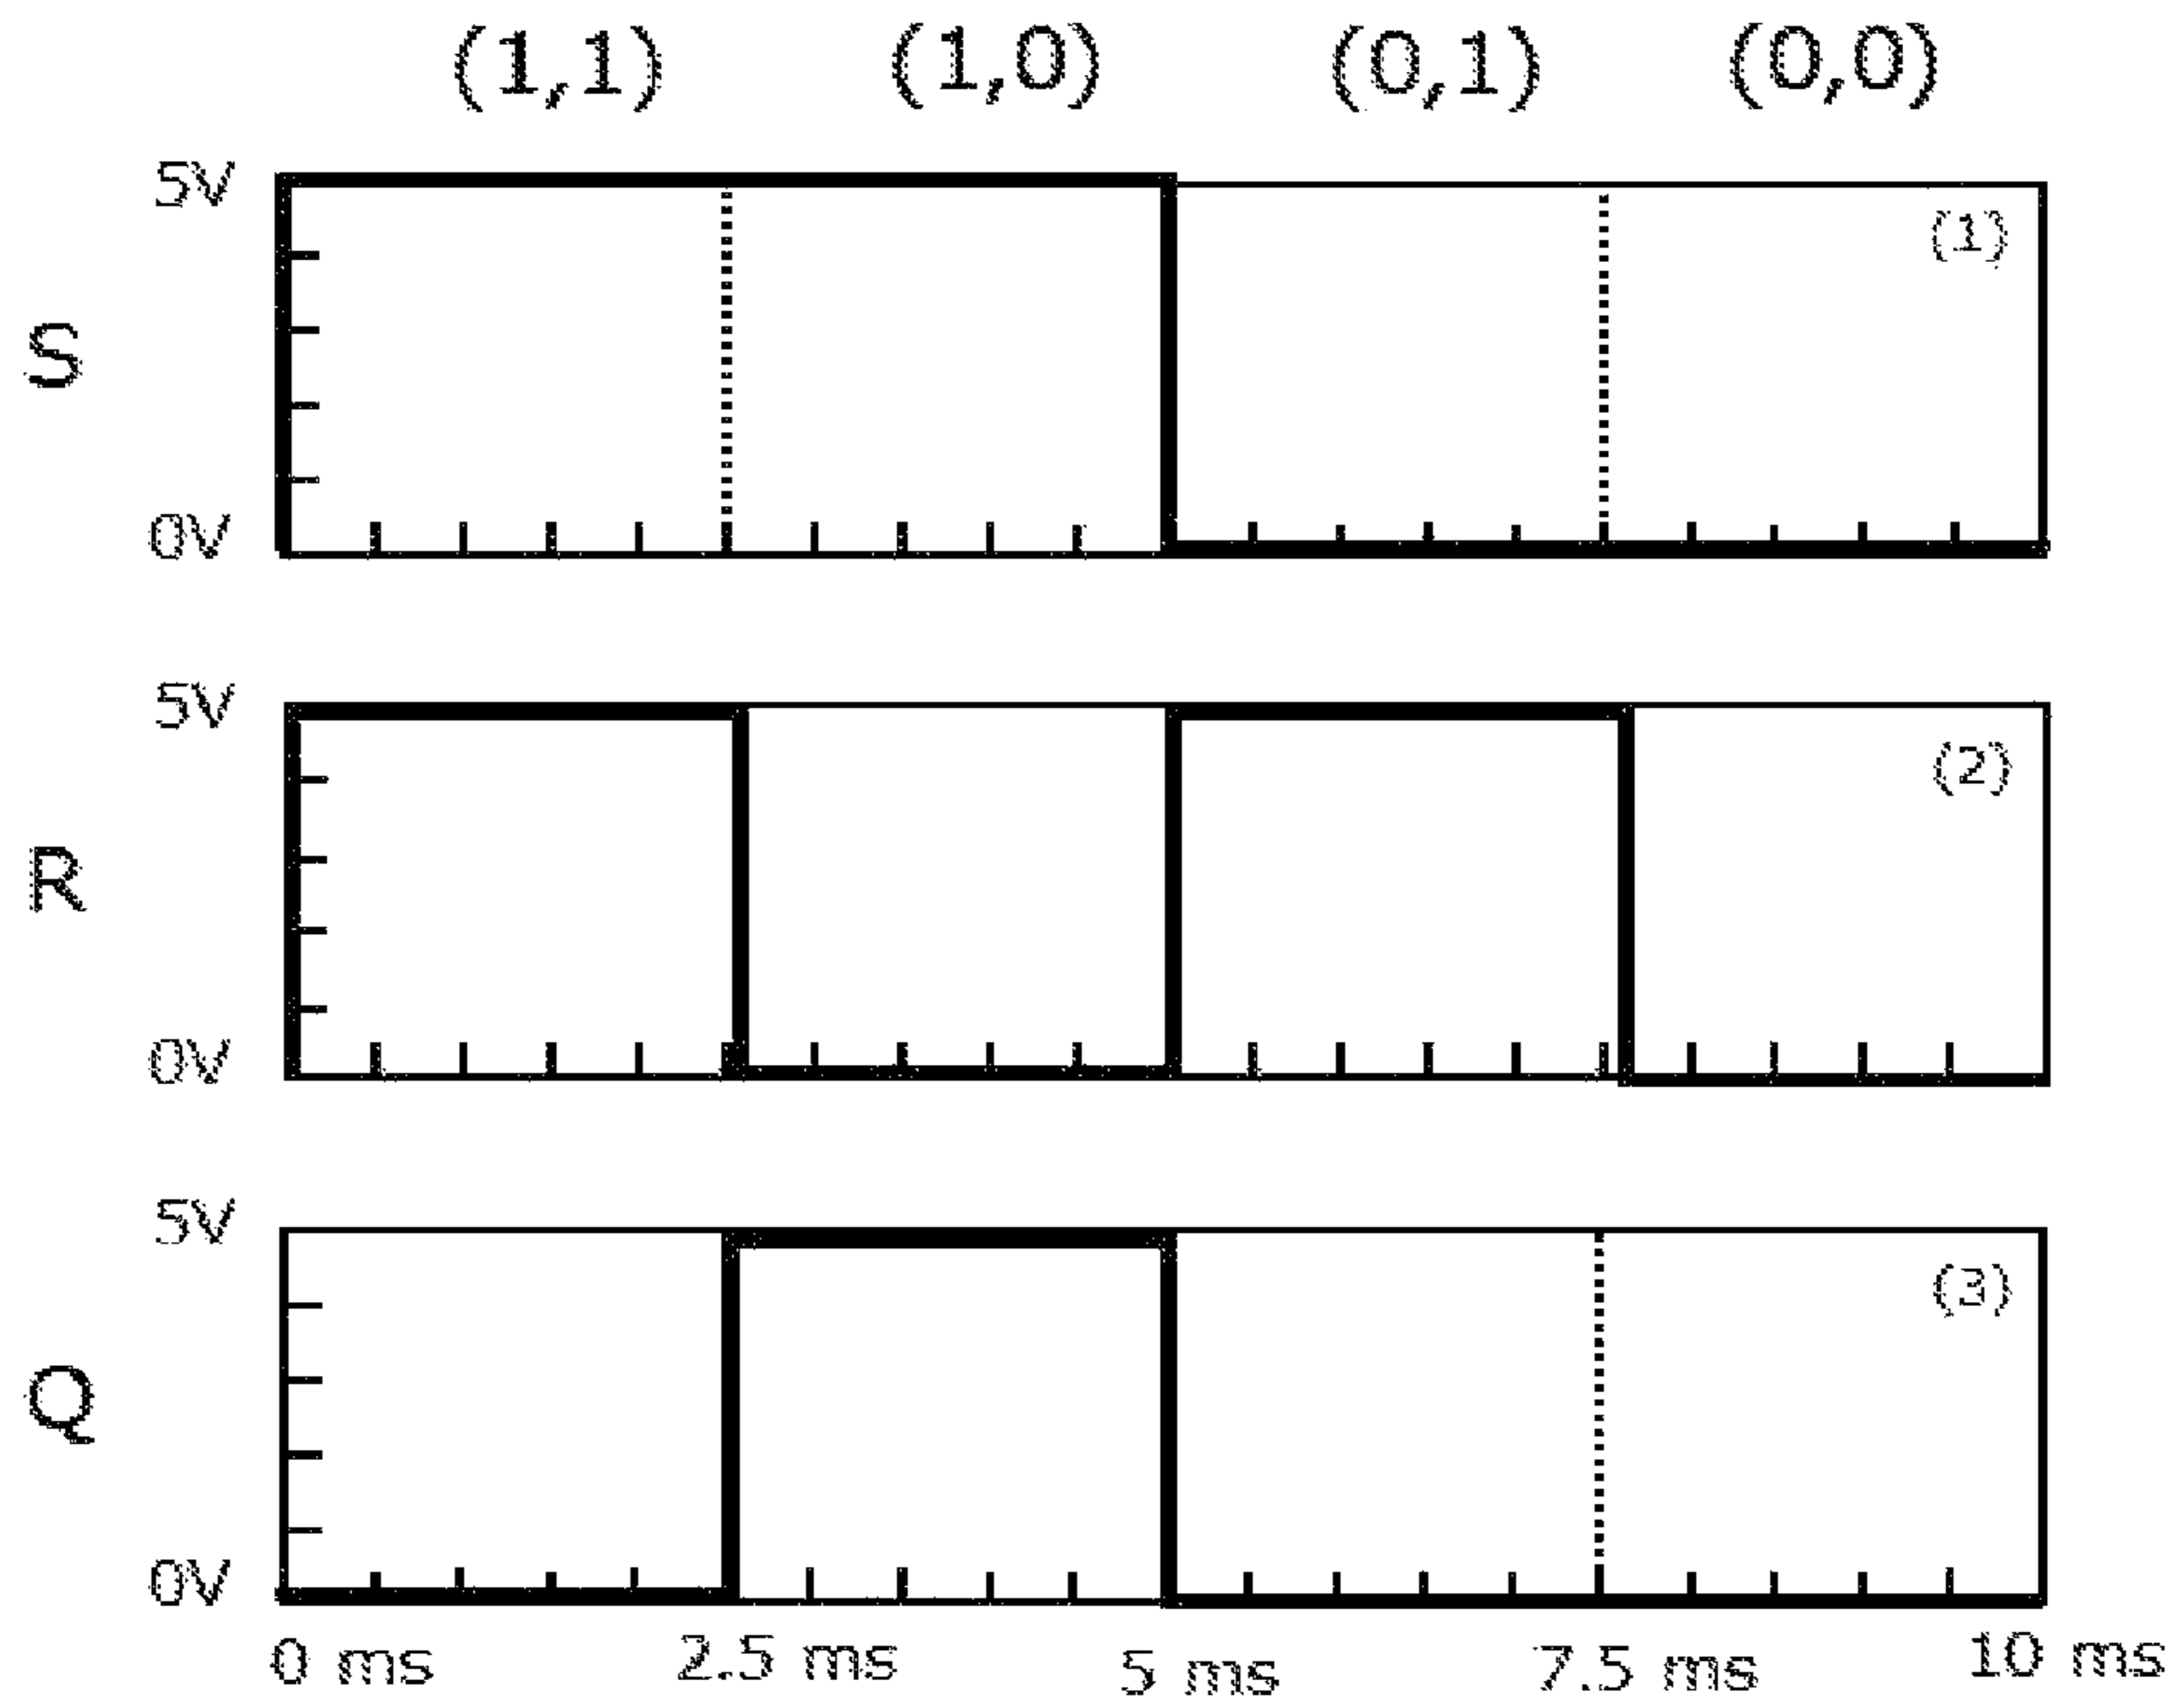 (1,1) (1,0) (0,1) (0,0)
5V
(1)
S
0V
5V
(2)
R
0V
5V
(3)
Q
0V
0 ms 2.5 ms 5 ms 7.5 ms 10 ms